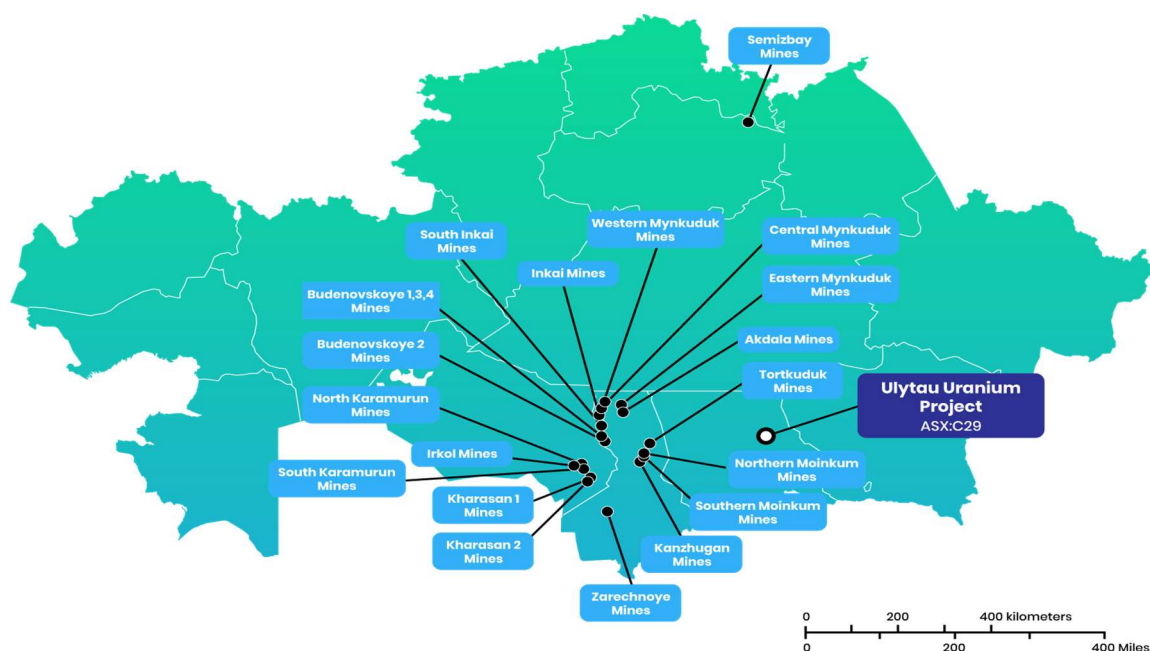 Semizbay
Mines
Western Mynkuduk
Mines
Central Mynkuduk
Mines
South Inkai
Mines
Inkai Mines
Eastern Mynkuduk
Mines
Budenovskoye 1,3,4
Mines
Akdala Mines
Budenovskoye 2
Mines
Tortkuduk
Mines
Ulytau Uranium
Project
ASX:C29
North Karamurun
Mines
Irkol Mines
Northern Moinkum
Mines
South Karamurun
Mines
Kharasan 1
Mines
Southern Moinkum
Mines
Kharasan 2
Mines
Kanzhugan
Mines
Zarechnoye
Mines
0 200 400 kilometers
0 200 400 Miles